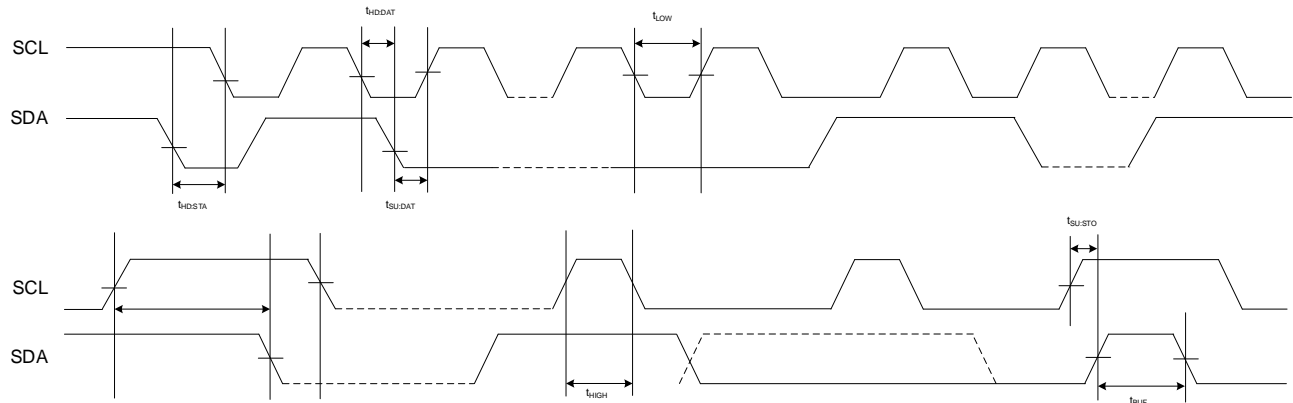 tHD:DAT
tLOW
SCL
SDA
tHD:STA
tSU:DAT
tSU:STO
SCL
SDA
tHIGH
tBUF